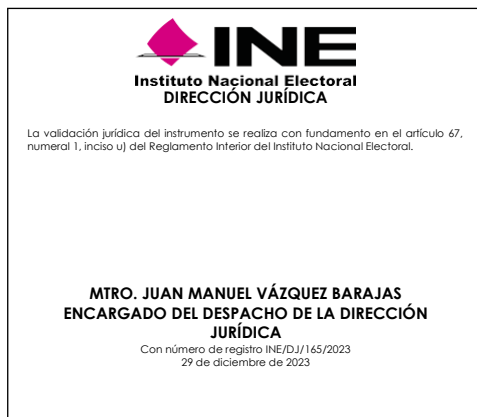 INE
Instituto Nacional Electoral
DIRECCIÓN JURÍDICA
La validación jurídica del instrumento se realiza con fundamento en el artículo 67,
numeral 1, inciso u) del Reglamento Interior del Instituto Nacional Electoral.
MTRO. JUAN MANUEL VÁZQUEZ BARAJAS
ENCARGADO DEL DESPACHO DE LA DIRECCIÓN
JURÍDICA
Con número de registro INE/DJ/165/2023
29 de diciembre de 2023